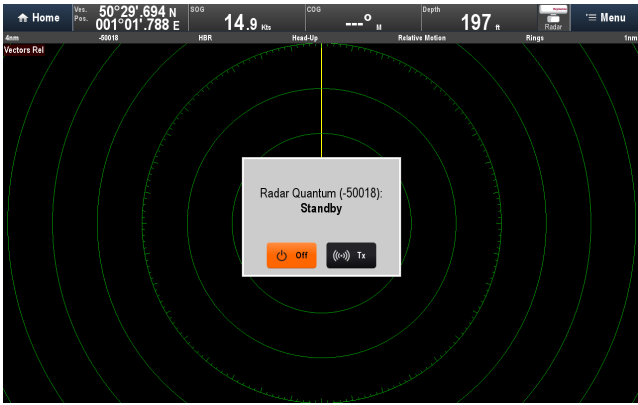 Home
Ves. Pos.
50°29'.694 N
001°01'.788 E
SOG
14.9 Kts
COG
---° M
Depth
197 ft
Radar
Menu
4nm -50018 HBR Head-Up Relative Motion Rings 1nm
Vectors Rel
Radar Quantum (-50018):
Standby
Off Tx